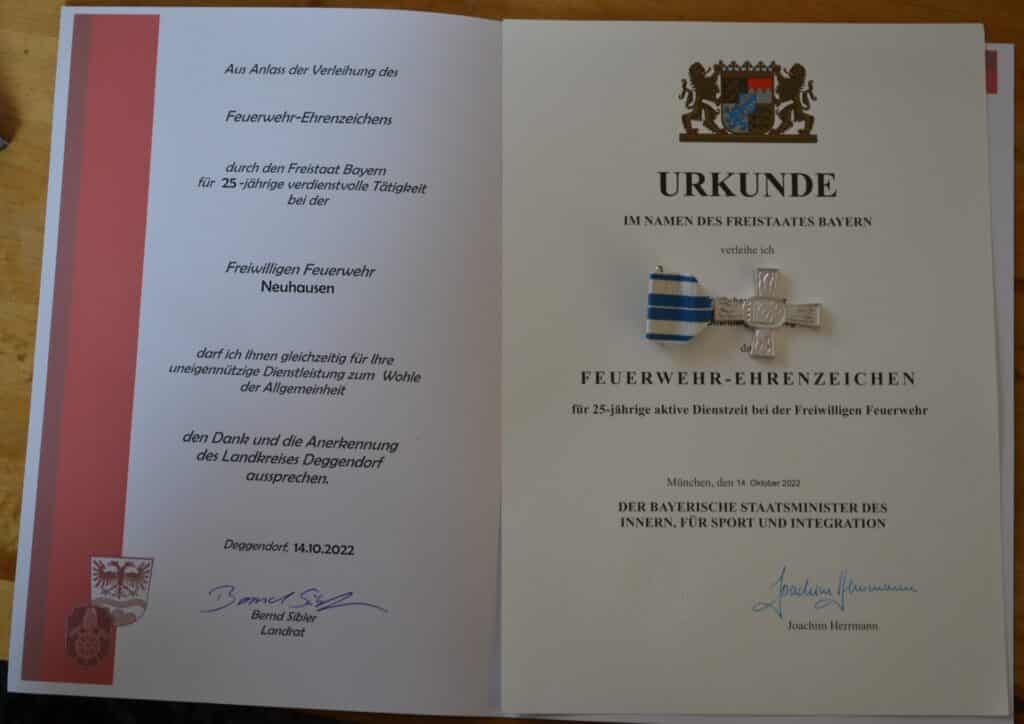 Aus Anlass der Verleihung des
Feuerwehr-Ehrenzeichens
durch den Freistaat Bayern
für 25-jährige verdienstvolle Tätigkeit
bei der
Freiwilligen Feuerwehr
Neuhausen
darf ich Ihnen gleichzeitig für Ihre
uneigennützige Dienstleistung zum Wohle
der Allgemeinheit
den Dank und die Anerkennung
des Landkreises Deggendorf
aussprechen.
Deggendorf, 14.10.2022
Bernd Sibler
Landrat
URKUNDE
IM NAMEN DES FREISTAATES BAYERN
verleihe ich
FEUERWEHR-EHRENZEICHEN
für 25-jährige aktive Dienstzeit bei der Freiwilligen Feuerwehr
München, den 14. Oktober 2022
DER BAYERISCHE STAATSMINISTER DES
INNERN, FÜR SPORT UND INTEGRATION
Joachim Herrmann
Joachim Herrmann